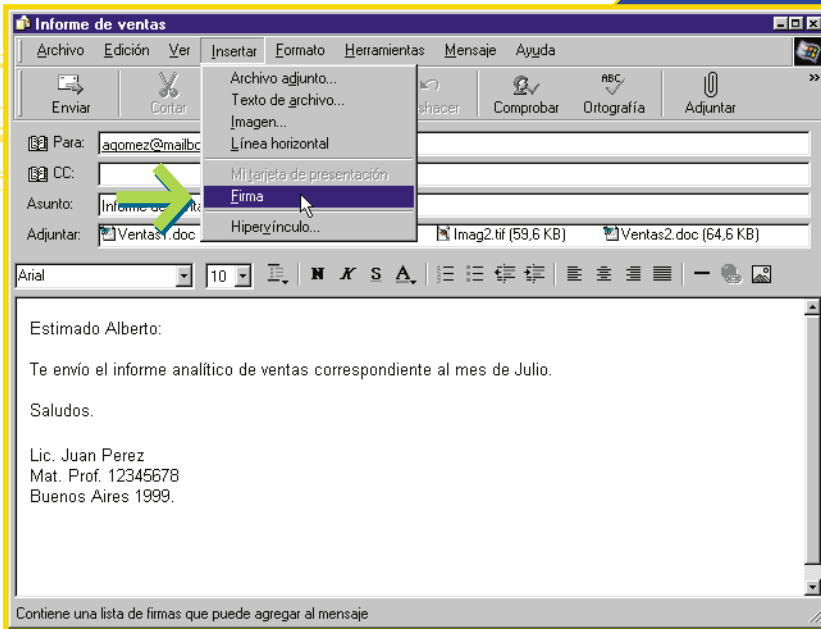 Informe de ventas
Archivo Edición Ver Insertar Formato Herramientas Mensaje Ayuda
Enviar Cortar shacer Comprobar Ortografía Adjuntar
ABC
Archivo adjunto...
Texto de archivo...
Imagen...
Línea horizontal
Mi tarjeta de presentación
Firma
Hipervínculo...
Para: agomez@mailbo
CC:
Asunto: Informe de venta
Adjuntar: Ventas1.doc Imag2.tif (59,6 KB) Ventas2.doc (64,6 KB)
Arial 10 N K S A
Estimado Alberto:
Te envío el informe analítico de ventas correspondiente al mes de Julio.
Saludos.
Lic. Juan Perez
Mat. Prof. 12345678
Buenos Aires 1999.
Contiene una lista de firmas que puede agregar al mensaje